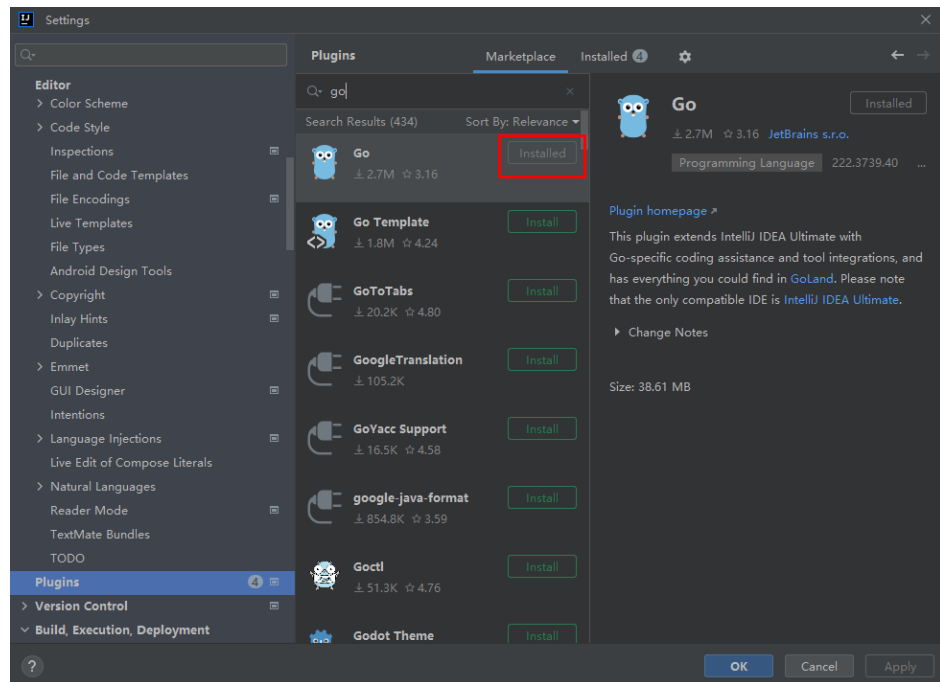 Settings
Plugins
Marketplace
Installed 4
Editor
Color Scheme
Code Style
Inspections
File and Code Templates
File Encodings
Live Templates
File Types
Android Design Tools
Copyright
Inlay Hints
Duplicates
Emmet
GUI Designer
Intentions
Language Injections
Live Edit of Compose Literals
Natural Languages
Reader Mode
TextMate Bundles
TODO
Plugins 4
Version Control
Build, Execution, Deployment
go
Search Results (434) Sort By: Relevance
Go Installed
2.7M 3.16
Go Template Install
1.8M 4.24
GoToTabs Install
20.2K 4.80
GoogleTranslation Install
105.2K
GoYacc Support Install
16.5K 4.58
google-java-format Install
854.8K 3.59
Goctl Install
51.3K 4.76
Godot Theme Install
Go Installed
2.7M 3.16 JetBrains s.r.o.
Programming Language 222.3739.40 ...
Plugin homepage
This plugin extends IntelliJ IDEA Ultimate with
Go-specific coding assistance and tool integrations, and
has everything you could find in GoLand. Please note
that the only compatible IDE is IntelliJ IDEA Ultimate.
Change Notes
Size: 38.61 MB
?
OK Cancel Apply